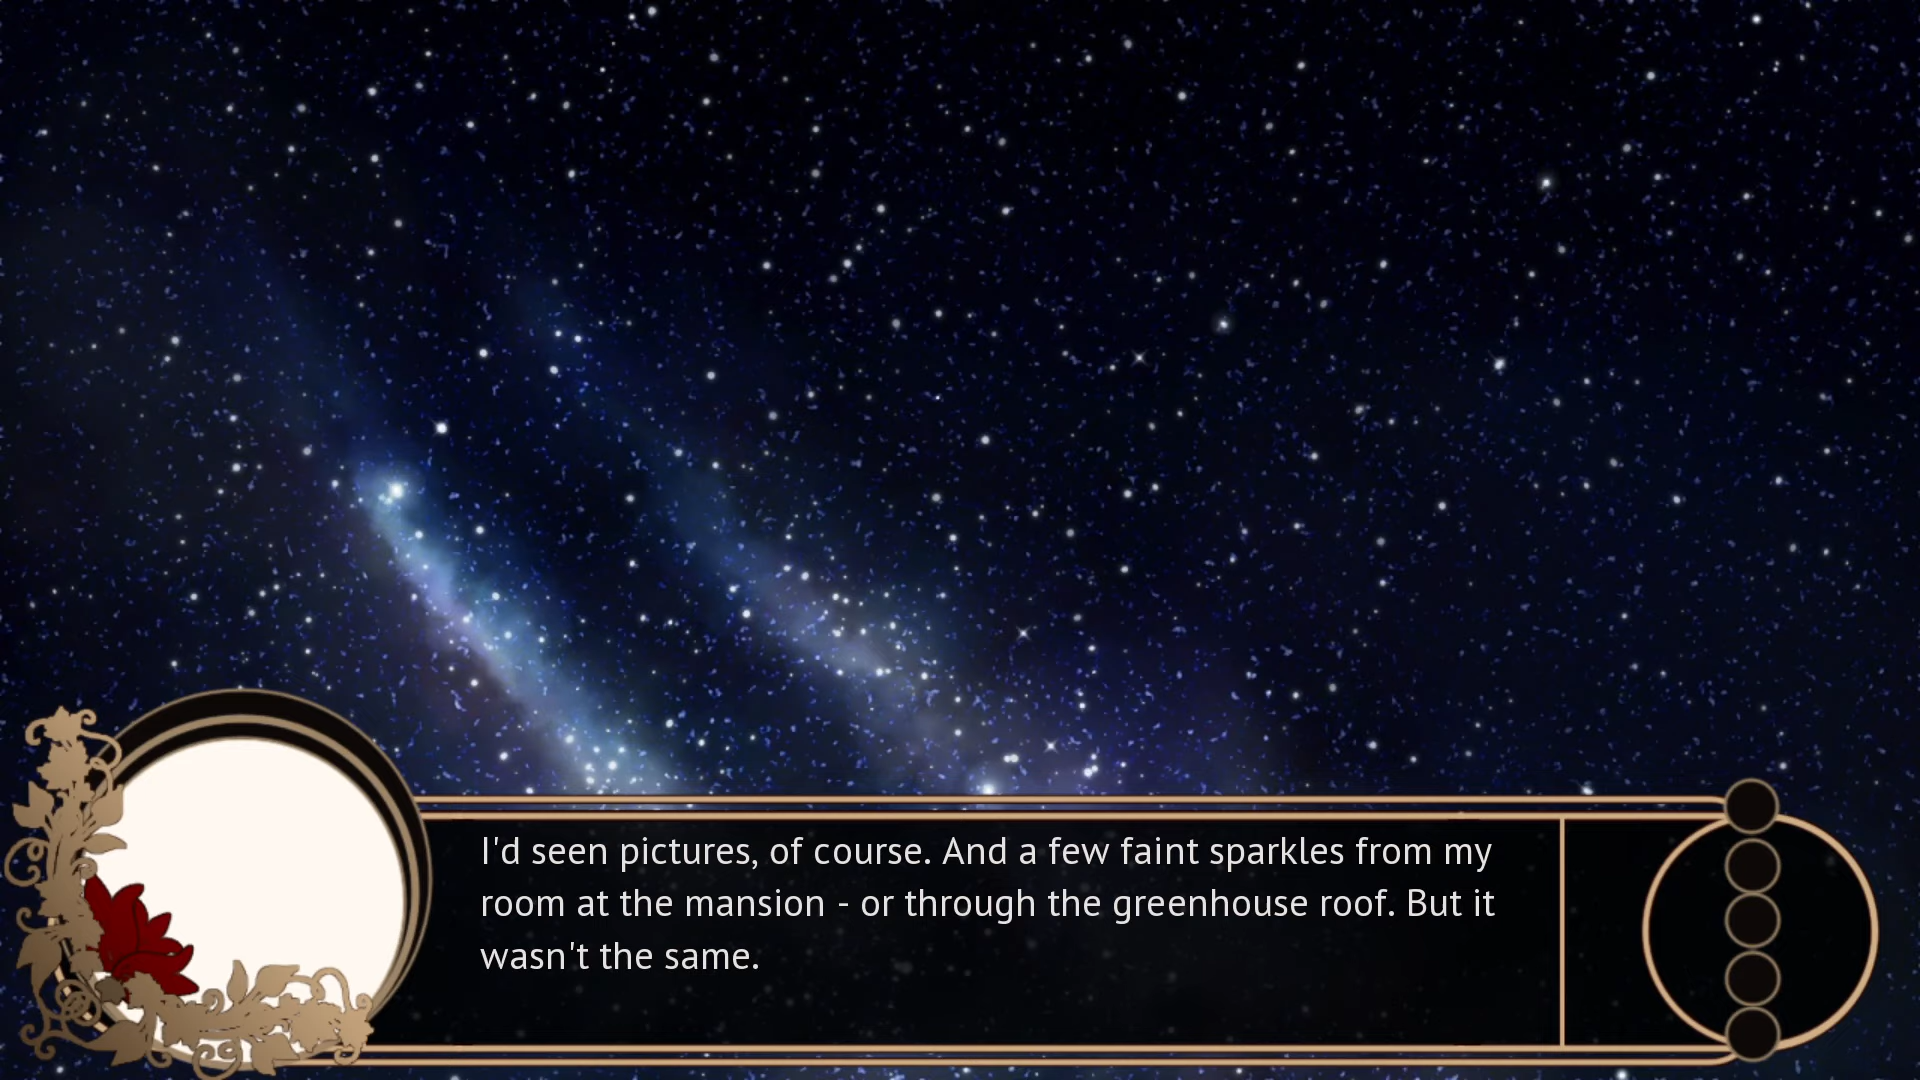 I'd seen pictures, of course. And a few faint sparkles from my
room at the mansion - or through the greenhouse roof. But it
wasn't the same.